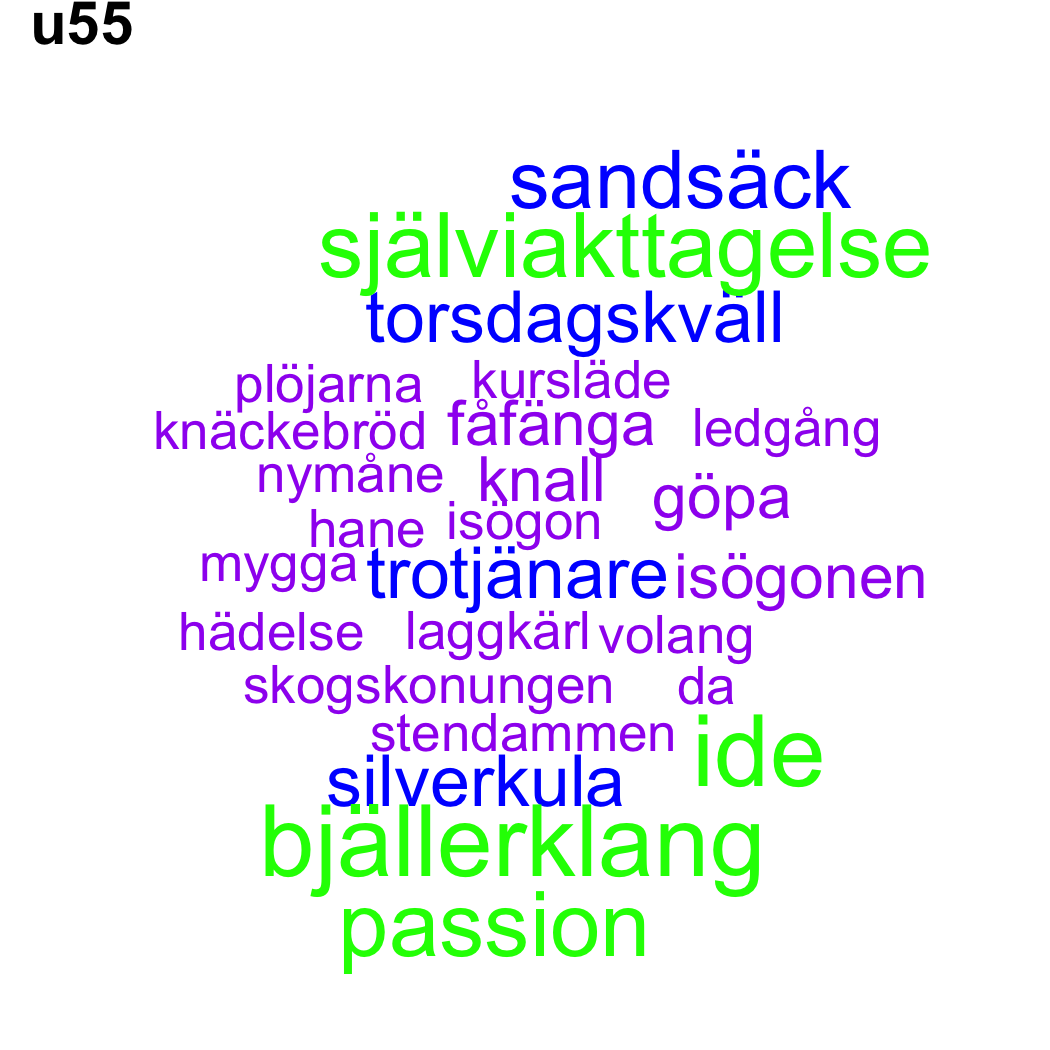 u55
sandsäck
själviakttagelse
torsdagskväll
plöjarna kursläde
knäckebröd fåfänga ledgång
nymåne knall göpa
hane isögon
mygga trotjänare isögonen
hädelse laggkärl volang
skogskonungen da
stendammen ide
silverkula
bjällerklang
passion